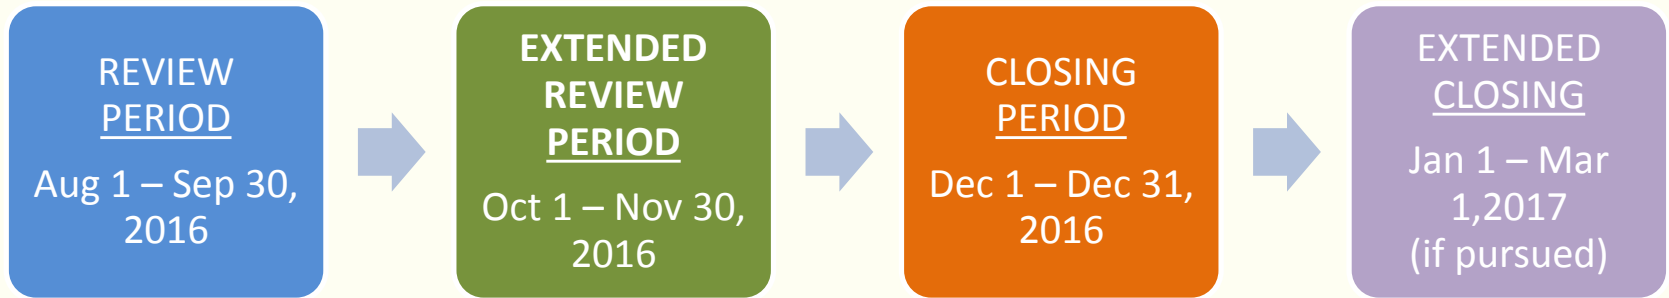 REVIEW
PERIOD
Aug 1 – Sep 30,
2016
EXTENDED
REVIEW
PERIOD
Oct 1 – Nov 30,
2016
CLOSING
PERIOD
Dec 1 – Dec 31,
2016
EXTENDED
CLOSING
Jan 1 – Mar
1,2017
(if pursued)